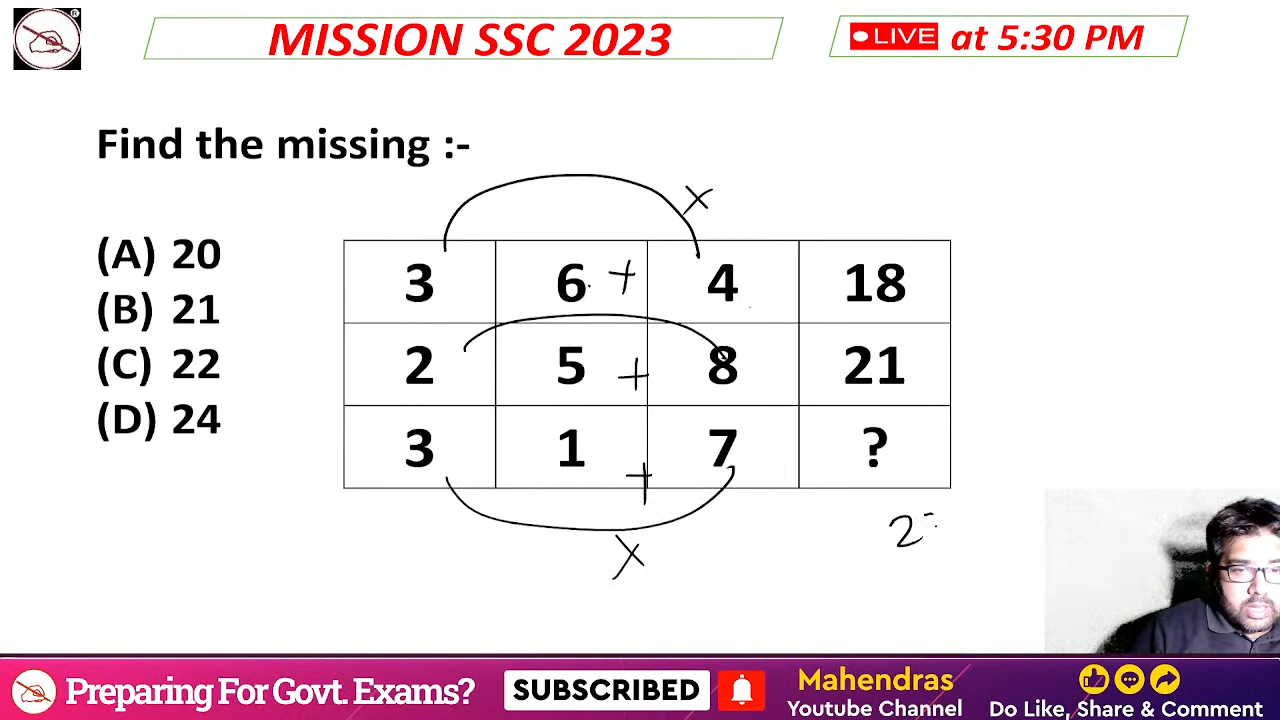 MISSION SSC 2023
LIVE at 5:30 PM
Find the missing :-
(A) 20
(B) 21
(C) 22
(D) 24
×
3 6 + 4 18
2 5 + 8 21
3 1 + 7 ?
×
Preparing For Govt. Exams?
SUBSCRIBED
Mahendras
YouTube Channel
Do Like, Share & Comment